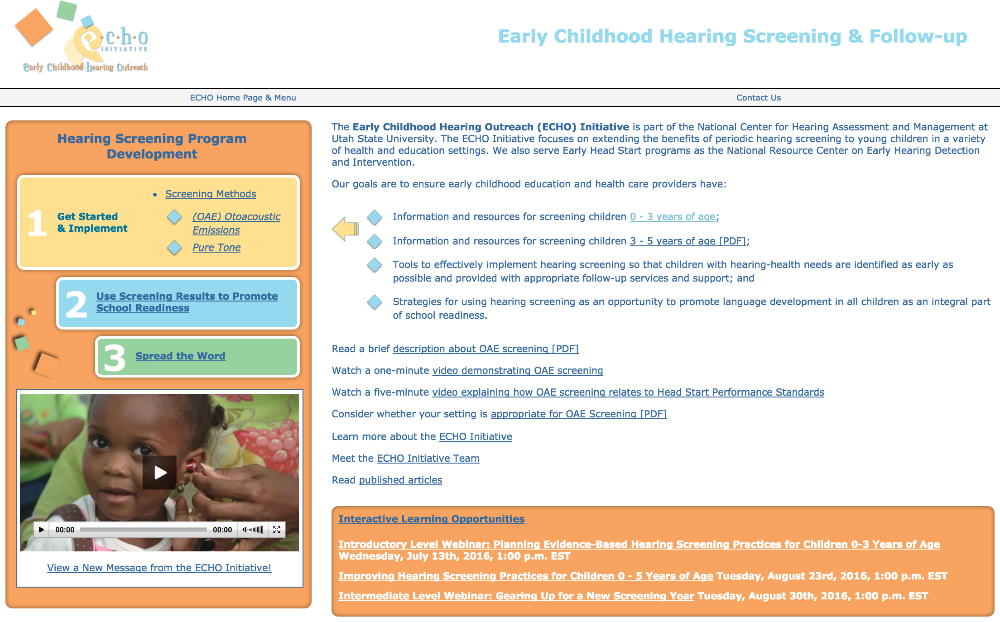 e·c·h·o
INITIATIVE
Early Childhood hearing Outreach
Early Childhood Hearing Screening & Follow-up
ECHO Home Page & Menu
Contact Us
Hearing Screening Program
Development
1
Get Started
& Implement
• Screening Methods
(OAE) Otoacoustic
Emissions
Pure Tone
2
Use Screening Results to Promote
School Readiness
3
Spread the Word
00:00 00:00
View a New Message from the ECHO Initiative!
The Early Childhood Hearing Outreach (ECHO) Initiative is part of the National Center for Hearing Assessment and Management at
Utah State University. The ECHO Initiative focuses on extending the benefits of periodic hearing screening to young children in a variety
of health and education settings. We also serve Early Head Start programs as the National Resource Center on Early Hearing Detection
and Intervention.
Our goals are to ensure early childhood education and health care providers have:
Information and resources for screening children 0 - 3 years of age;
Information and resources for screening children 3 - 5 years of age [PDF];
Tools to effectively implement hearing screening so that children with hearing-health needs are identified as early as
possible and provided with appropriate follow-up services and support; and
Strategies for using hearing screening as an opportunity to promote language development in all children as an integral part
of school readiness.
Read a brief description about OAE screening [PDF]
Watch a one-minute video demonstrating OAE screening
Watch a five-minute video explaining how OAE screening relates to Head Start Performance Standards
Consider whether your setting is appropriate for OAE Screening [PDF]
Learn more about the ECHO Initiative
Meet the ECHO Initiative Team
Read published articles
Interactive Learning Opportunities
Introductory Level Webinar: Planning Evidence-Based Hearing Screening Practices for Children 0-3 Years of Age
Wednesday, July 13th, 2016, 1:00 p.m. EST
Improving Hearing Screening Practices for Children 0 - 5 Years of Age Tuesday, August 23rd, 2016, 1:00 p.m. EST
Intermediate Level Webinar: Gearing Up for a New Screening Year Tuesday, August 30th, 2016, 1:00 p.m. EST